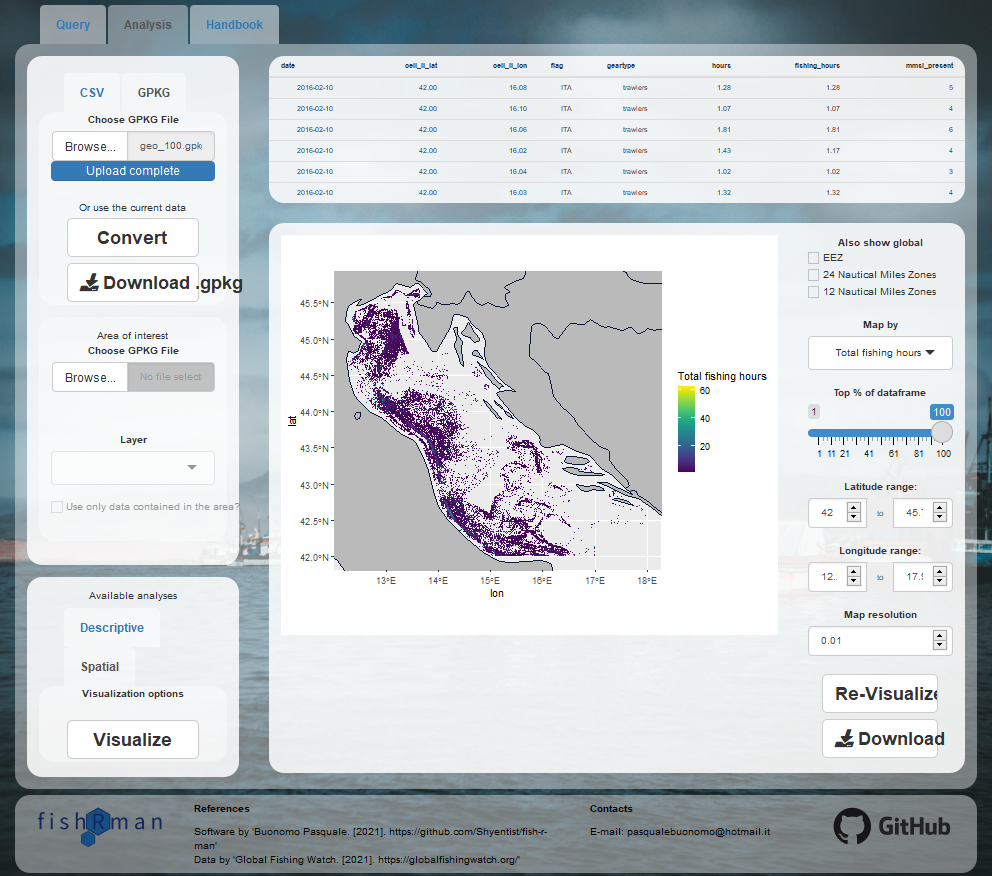 Query
Analysis
Handbook
CSV
GPKG
Choose GPKG File
Browse...
geo_100.gpk
Upload complete
Or use the current data
Convert
Download .gpkg
Area of interest
Choose GPKG File
Browse...
No file select
Layer
Use only data contained in the area?
Available analyses
Descriptive
Spatial
Visualization options
Visualize
date cell_ll_lat cell_ll_lon flag geartype hours fishing_hours mmsi_present
2016-02-10 42.00 16.08 ITA trawlers 1.28 1.28 5
2016-02-10 42.00 16.10 ITA trawlers 1.07 1.07 4
2016-02-10 42.00 16.06 ITA trawlers 1.81 1.81 6
2016-02-10 42.00 16.02 ITA trawlers 1.43 1.17 4
2016-02-10 42.00 16.04 ITA trawlers 1.02 1.02 3
2016-02-10 42.00 16.03 ITA trawlers 1.32 1.32 4
45.5°N
45.0°N
44.5°N
44.0°N
43.5°N
43.0°N
42.5°N
42.0°N
lat
13°E 14°E 15°E 16°E 17°E 18°E
lon
Total fishing hours
60
40
20
Also show global
EEZ
24 Nautical Miles Zones
12 Nautical Miles Zones
Map by
Total fishing hours
Top % of dataframe
1 100
1 11 21 41 61 81 100
Latitude range:
42 to 45.
Longitude range:
12.. to 17.
Map resolution
0.01
Re-Visualize
Download
fishRman
References
Software by 'Buonomo Pasquale. [2021]. https://github.com/Shyentist/fish-r-
man'
Data by 'Global Fishing Watch. [2021]. https://globalfishingwatch.org/'
Contacts
E-mail: pasqualebuonomo@hotmail.it
GitHub